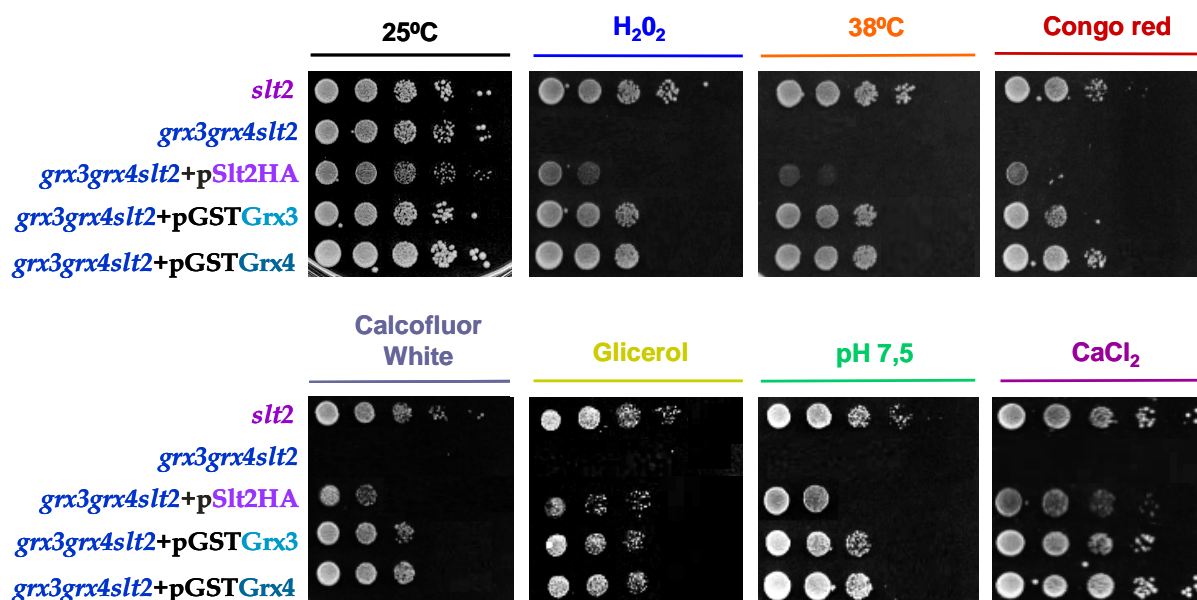 25ºC
H₂0₂
38ºC
Congo red
slt2
grx3grx4slt2
grx3grx4slt2+pSlt2HA
grx3grx4slt2+pGSTGrx3
grx3grx4slt2+pGSTGrx4
Calcofluor
White
Glicerol
pH 7,5
CaCl₂
slt2
grx3grx4slt2
grx3grx4slt2+pSlt2HA
grx3grx4slt2+pGSTGrx3
grx3grx4slt2+pGSTGrx4